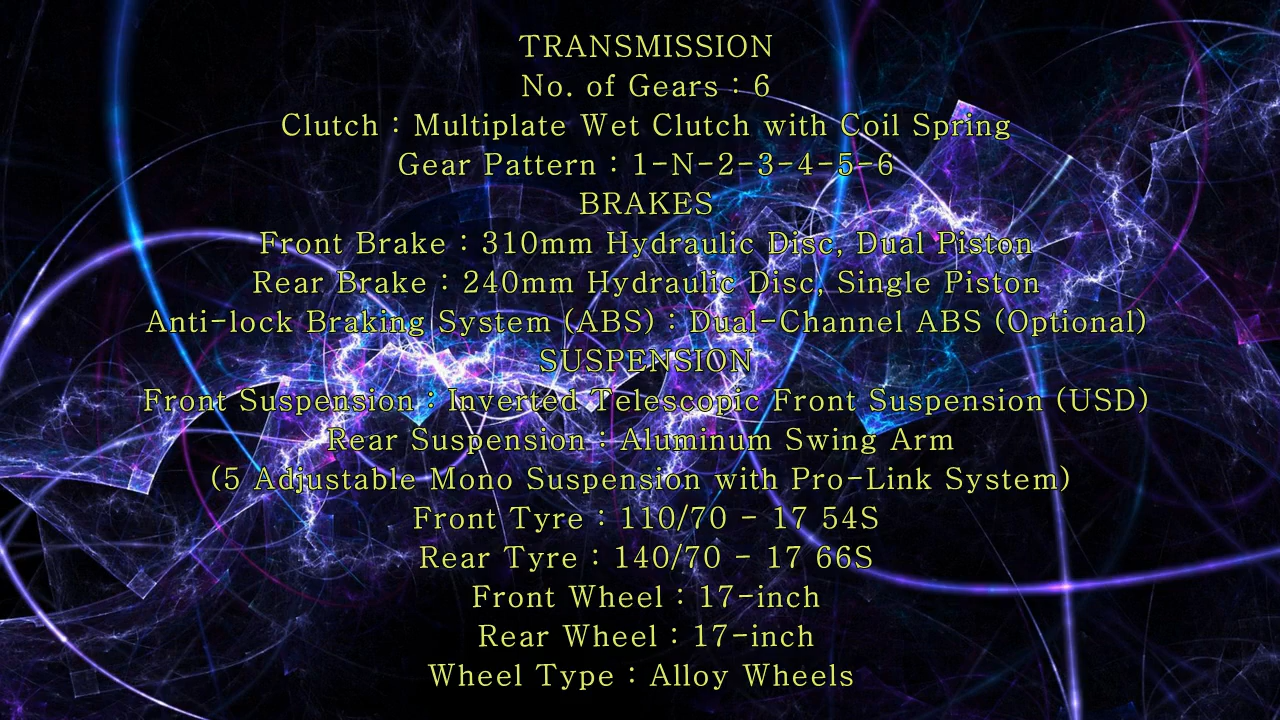 TRANSMISSION
No. of Gears : 6
Clutch : Multiplate Wet Clutch with Coil Spring
Gear Pattern : 1-N-2-3-4-5-6
BRAKES
Front Brake : 310mm Hydraulic Disc, Dual Piston
Rear Brake : 240mm Hydraulic Disc, Single Piston
Anti-lock Braking System (ABS) : Dual-Channel ABS (Optional)
SUSPENSION
Front Suspension : Inverted Telescopic Front Suspension (USD)
Rear Suspension : Aluminum Swing Arm
(5 Adjustable Mono Suspension with Pro-Link System)
Front Tyre : 110/70 - 17 54S
Rear Tyre : 140/70 - 17 66S
Front Wheel : 17-inch
Rear Wheel : 17-inch
Wheel Type : Alloy Wheels